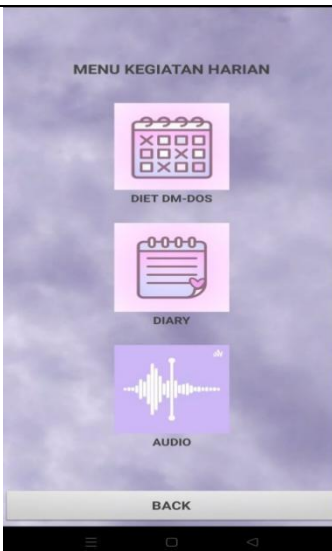 MENU KEGIATAN HARIAN
DIET DM-DOS
DIARY
AUDIO
BACK